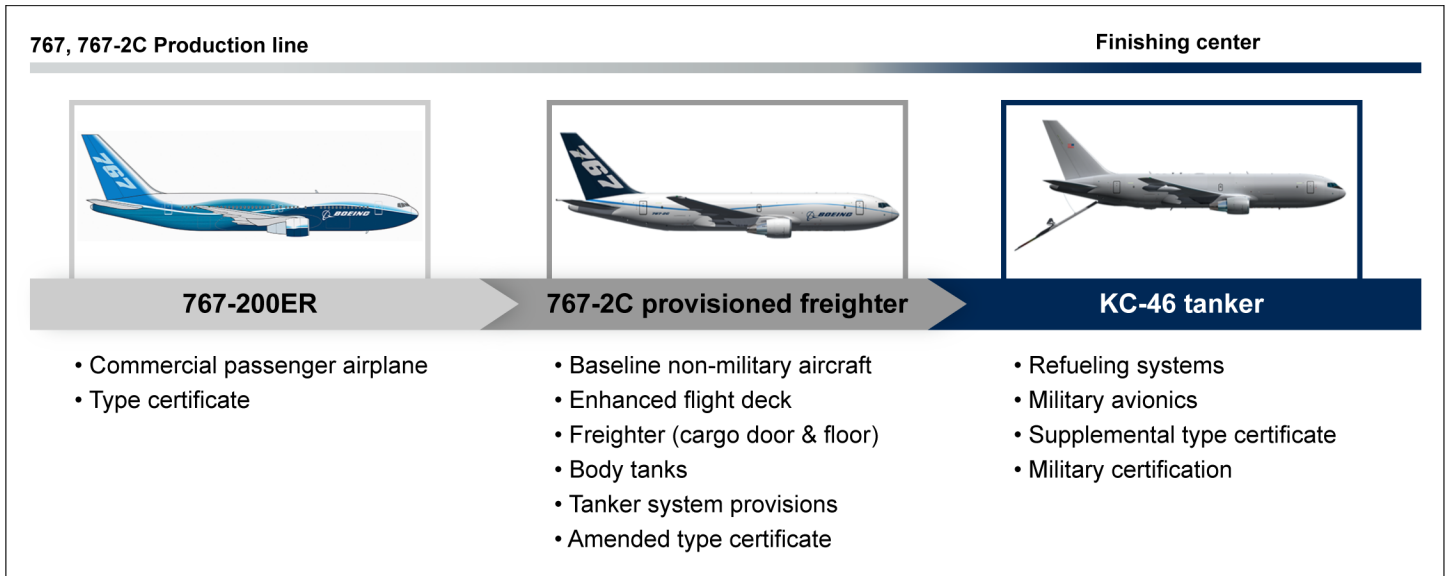 767, 767-2C Production line
Finishing center
767
BOEING
767
767-2C
BOEING
767-200ER
767-2C provisioned freighter
KC-46 tanker
• Commercial passenger airplane
• Type certificate
• Baseline non-military aircraft
• Enhanced flight deck
• Freighter (cargo door & floor)
• Body tanks
• Tanker system provisions
• Amended type certificate
• Refueling systems
• Military avionics
• Supplemental type certificate
• Military certification